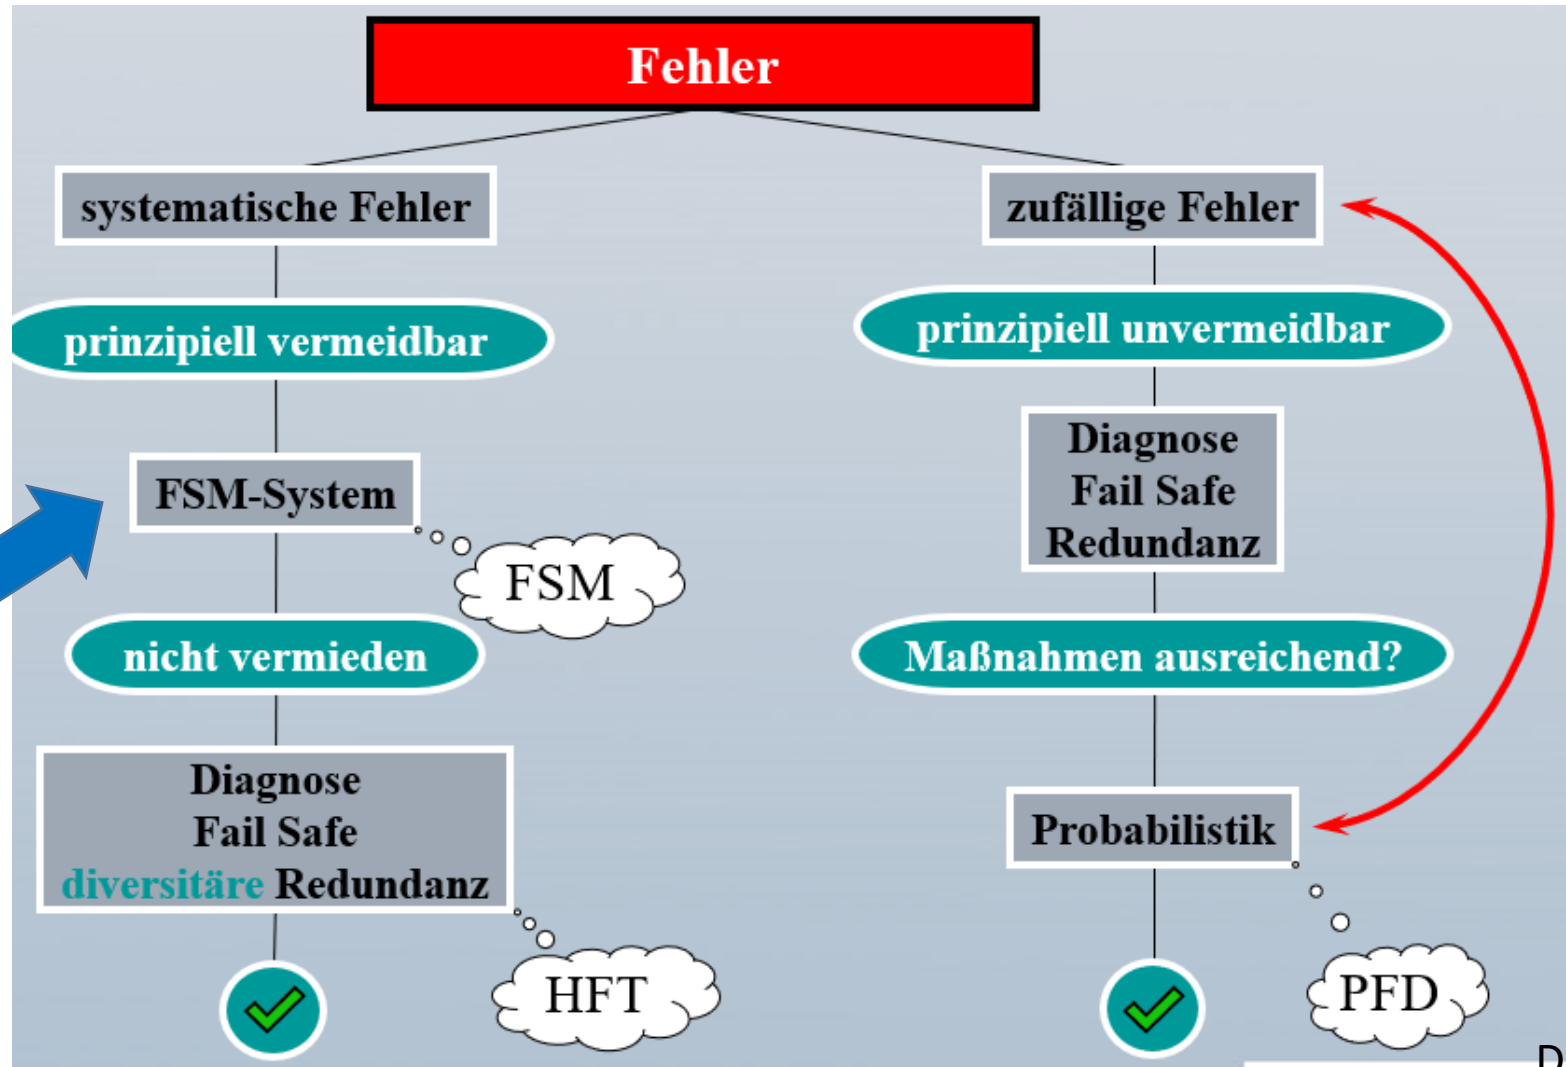 Fehler
systematische Fehler
prinzipiell vermeidbar
FSM-System
FSM
nicht vermieden
Diagnose
Fail Safe
diversitäre Redundanz
HFT
zufällige Fehler
prinzipiell unvermeidbar
Diagnose
Fail Safe
Redundanz
Maßnahmen ausreichend?
Probabilistik
PFD
D